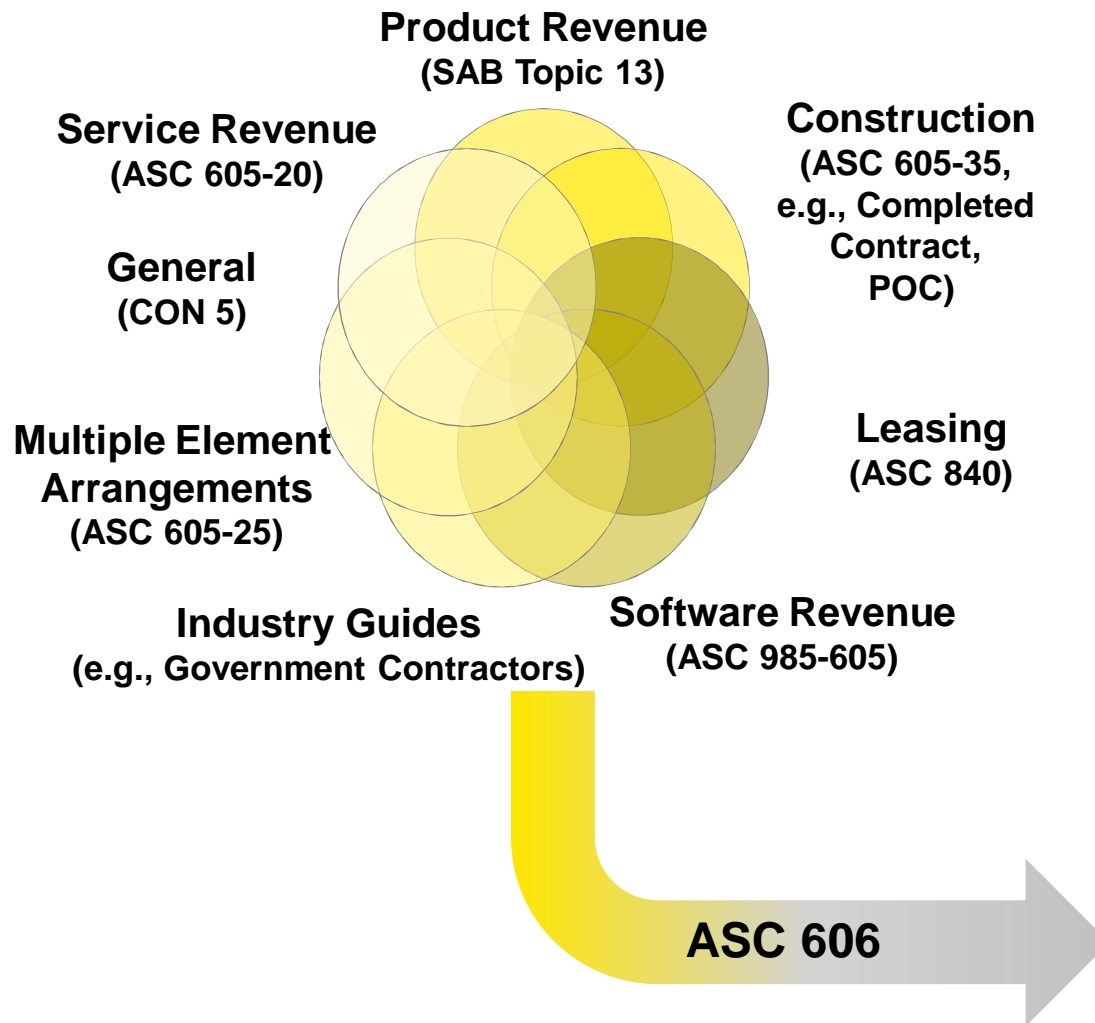 Product Revenue
(SAB Topic 13)
Service Revenue
(ASC 605-20)
Construction
(ASC 605-35,
e.g., Completed
Contract,
POC)
General
(CON 5)
Multiple Element
Arrangements
(ASC 605-25)
Leasing
(ASC 840)
Industry Guides
(e.g., Government Contractors)
Software Revenue
(ASC 985-605)
ASC 606